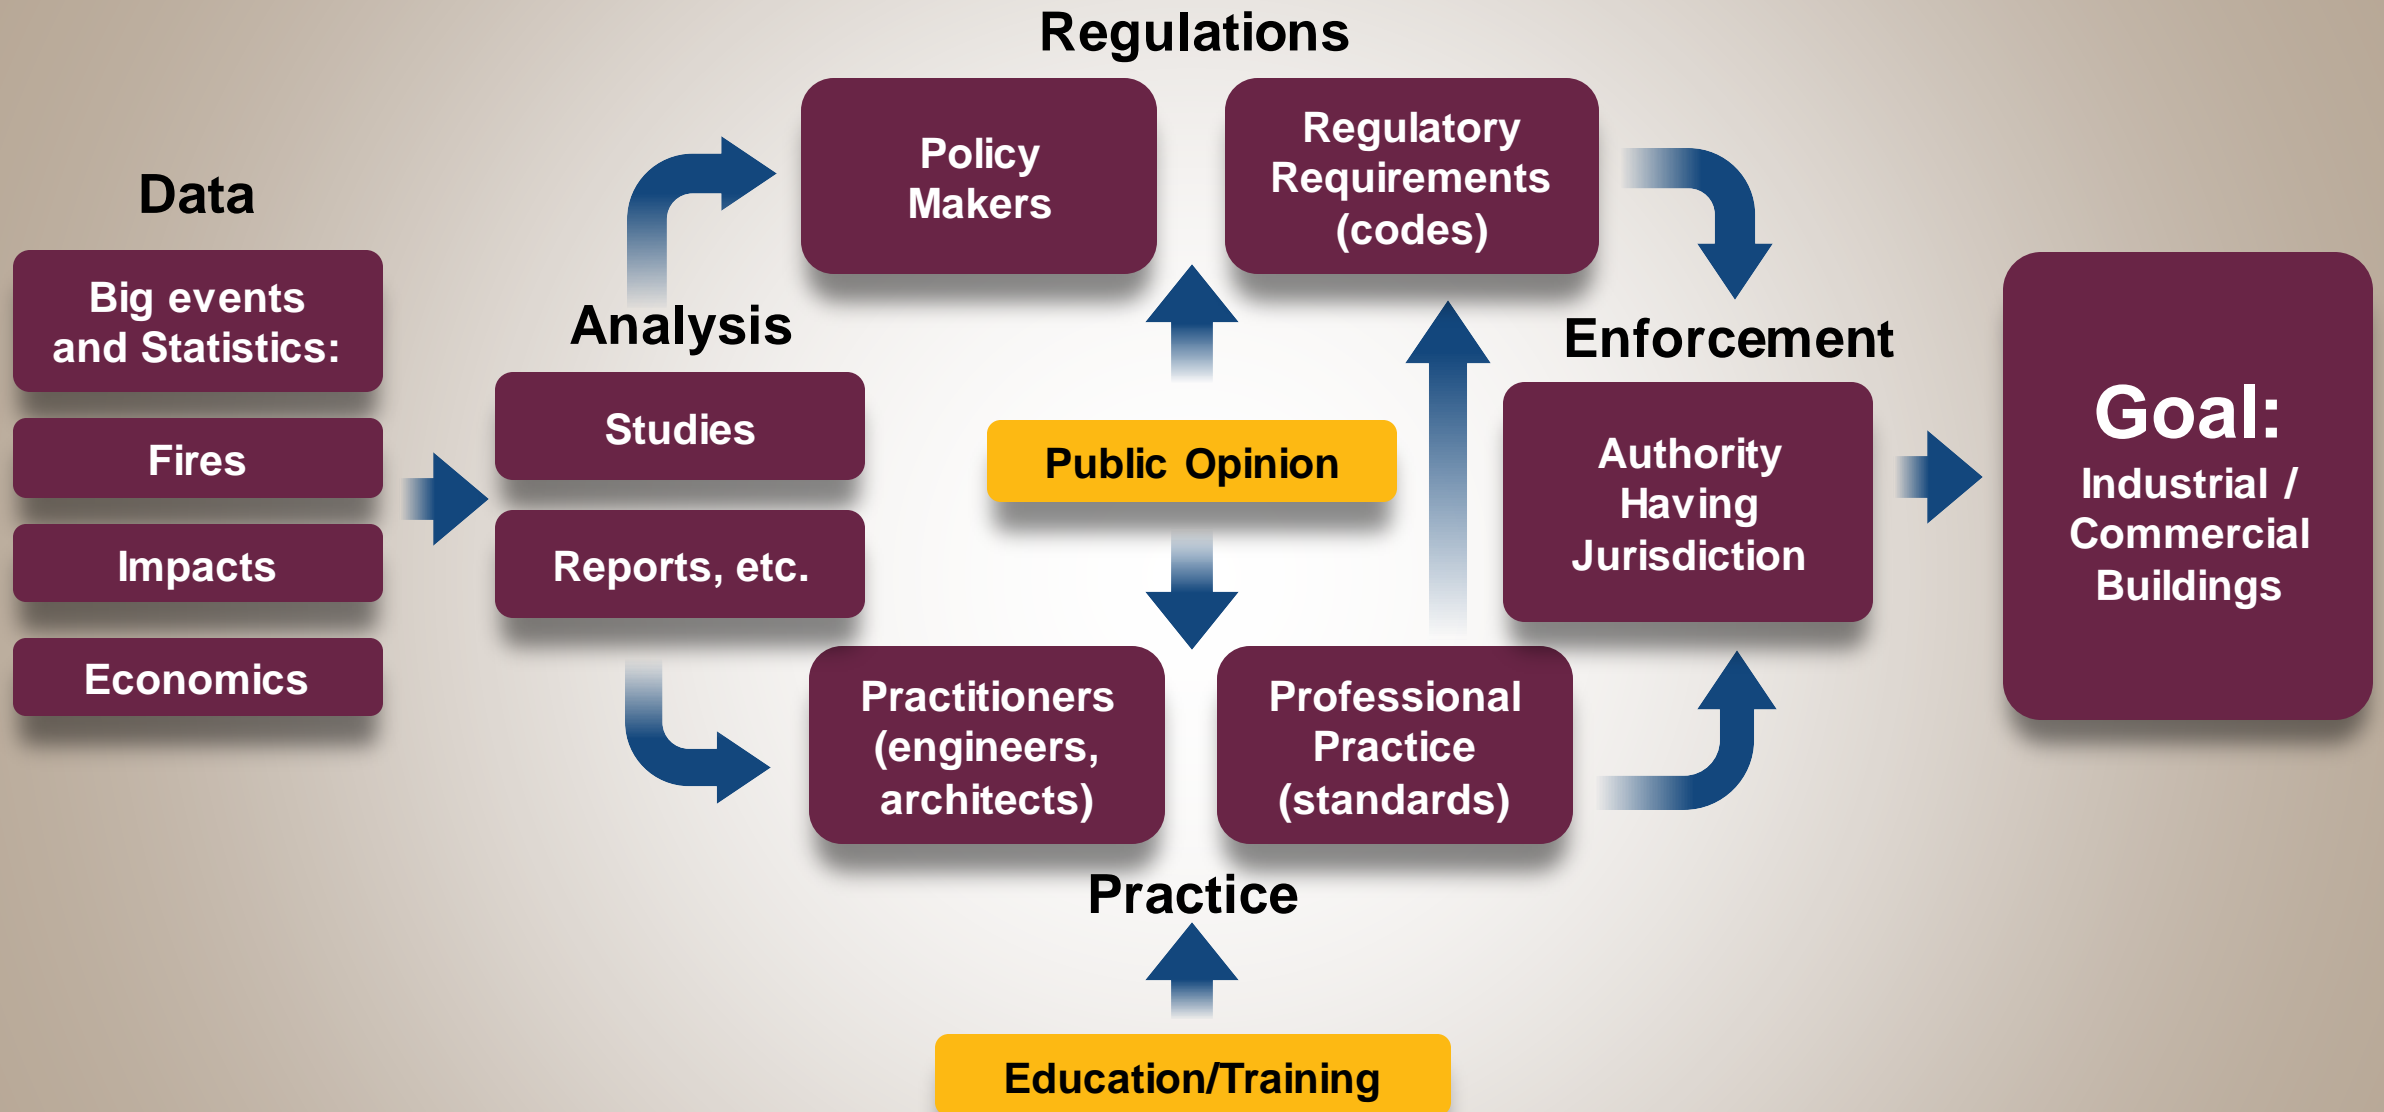 Regulations
Policy
Makers
Regulatory
Requirements
(codes)
Data
Big events
and Statistics:
Fires
Impacts
Economics
Analysis
Studies
Reports, etc.
Public Opinion
Practitioners
(engineers,
architects)
Professional
Practice
(standards)
Practice
Education/Training
Enforcement
Authority
Having
Jurisdiction
Goal:
Industrial /
Commercial
Buildings